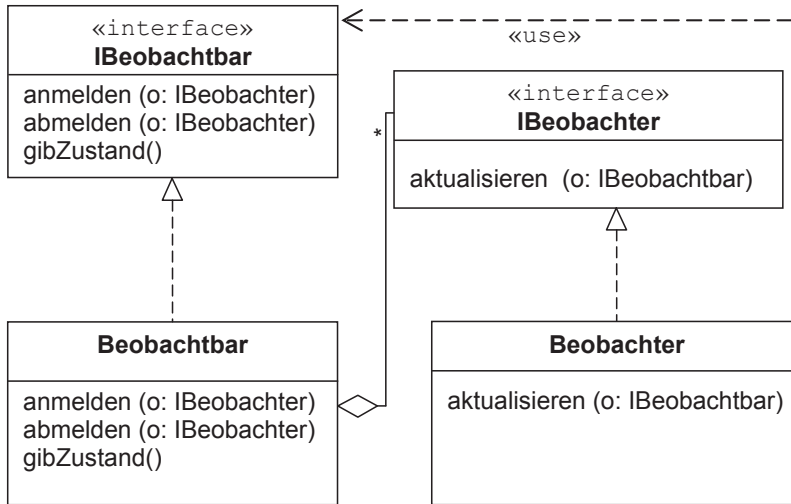 «interface»
IBeobachtbar
anmelden (o: IBeobachter)
abmelden (o: IBeobachter)
gibZustand()
«use»
«interface»
IBeobachter
aktualisieren (o: IBeobachtbar)
*
Beobachtbar
anmelden (o: IBeobachter)
abmelden (o: IBeobachter)
gibZustand()
Beobachter
aktualisieren (o: IBeobachtbar)